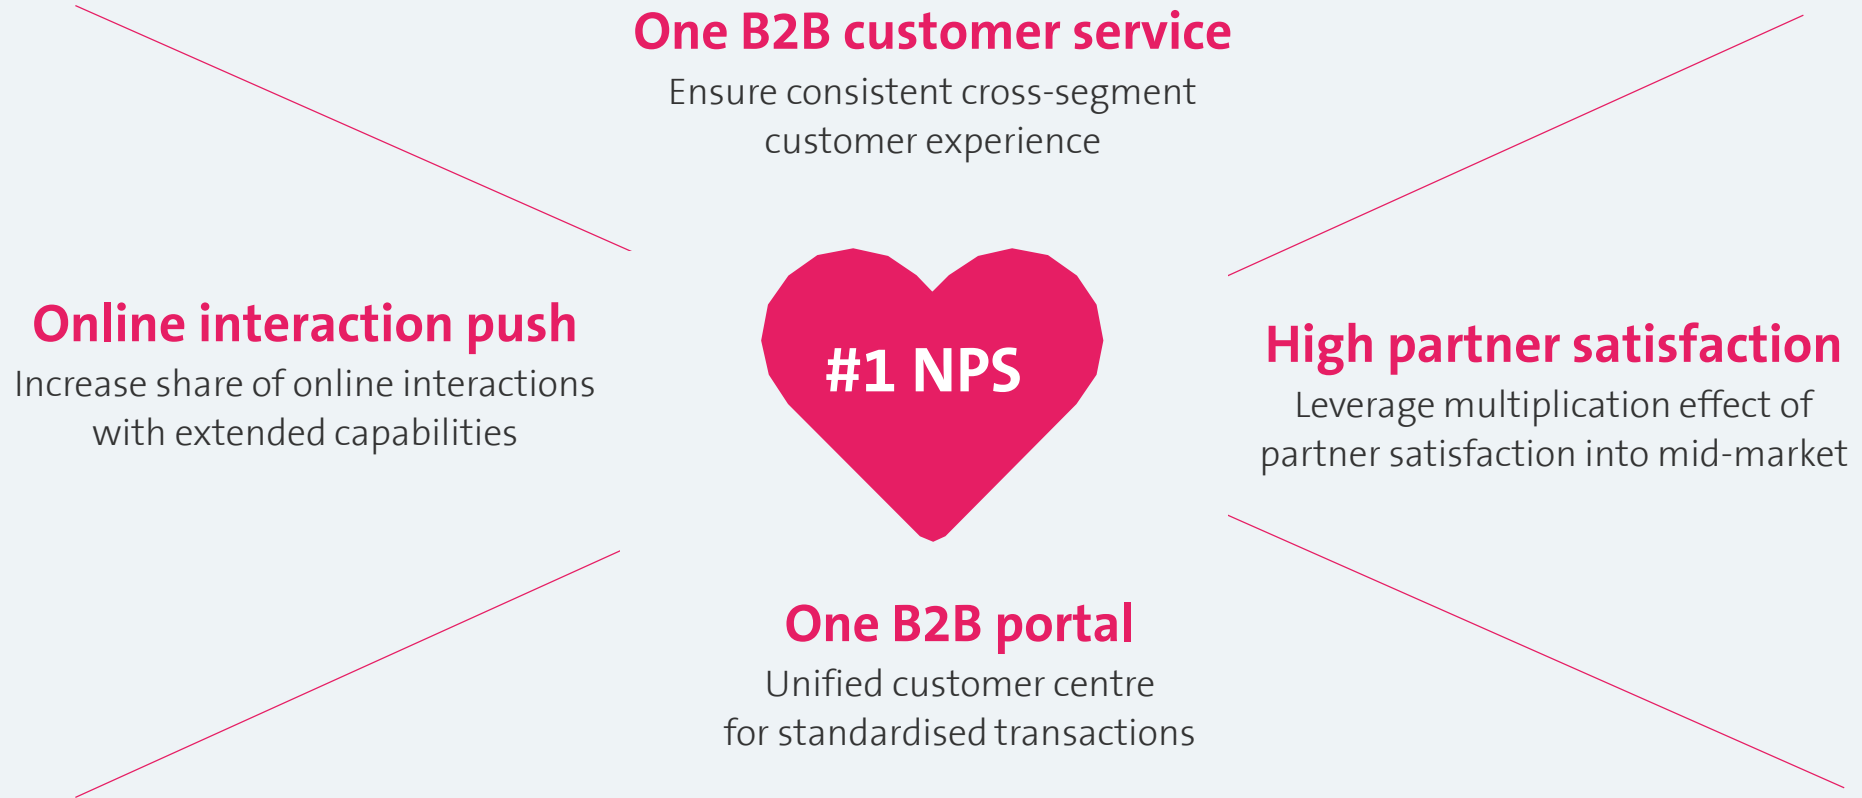 One B2B customer service
Ensure consistent cross-segment
customer experience
Online interaction push
Increase share of online interactions
with extended capabilities
#1 NPS
High partner satisfaction
Leverage multiplication effect of
partner satisfaction into mid-market
One B2B portal
Unified customer centre
for standardised transactions